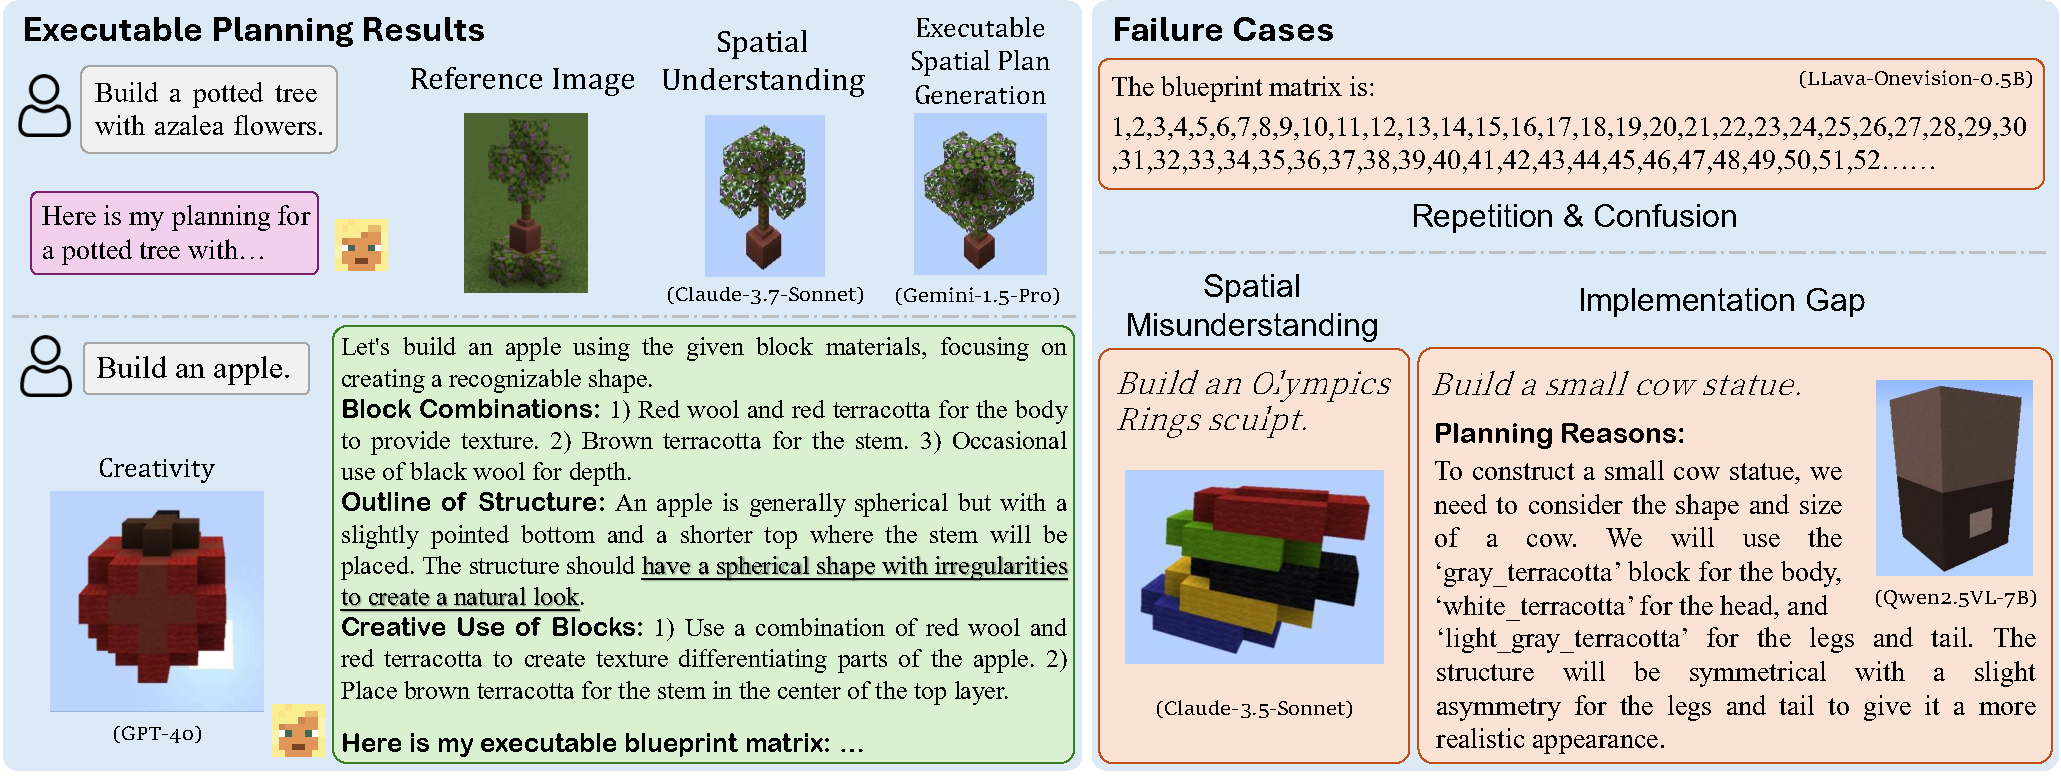 Executable Planning Results
Build a potted tree
with azalea flowers.
Here is my planning for
a potted tree with…
Reference Image
Spatial
Understanding
(Claude-3.7-Sonnet)
Executable
Spatial Plan
Generation
(Gemini-1.5-Pro)
Build an apple.
Creativity
(GPT-4o)
Let's build an apple using the given block materials, focusing on
creating a recognizable shape.
Block Combinations: 1) Red wool and red terracotta for the body
to provide texture. 2) Brown terracotta for the stem. 3) Occasional
use of black wool for depth.
Outline of Structure: An apple is generally spherical but with a
slightly pointed bottom and a shorter top where the stem will be
placed. The structure should have a spherical shape with irregularities
to create a natural look.
Creative Use of Blocks: 1) Use a combination of red wool and
red terracotta to create texture differentiating parts of the apple. 2)
Place brown terracotta for the stem in the center of the top layer.
Here is my executable blueprint matrix: …
Failure Cases
(LLava-Onevision-0.5B)
The blueprint matrix is:
1,2,3,4,5,6,7,8,9,10,11,12,13,14,15,16,17,18,19,20,21,22,23,24,25,26,27,28,29,30
,31,32,33,34,35,36,37,38,39,40,41,42,43,44,45,46,47,48,49,50,51,52……
Repetition & Confusion
Spatial
Misunderstanding
Build an Olympics
Rings sculpt.
(Claude-3.5-Sonnet)
Implementation Gap
Build a small cow statue.
Planning Reasons:
To construct a small cow statue, we
need to consider the shape and size
of a cow. We will use the
‘gray_terracotta’ block for the body,
‘white_terracotta’ for the head, and
‘light_gray_terracotta’ for the legs and tail. The
structure will be symmetrical with a slight
asymmetry for the legs and tail to give it a more
realistic appearance.
(Qwen2.5VL-7B)